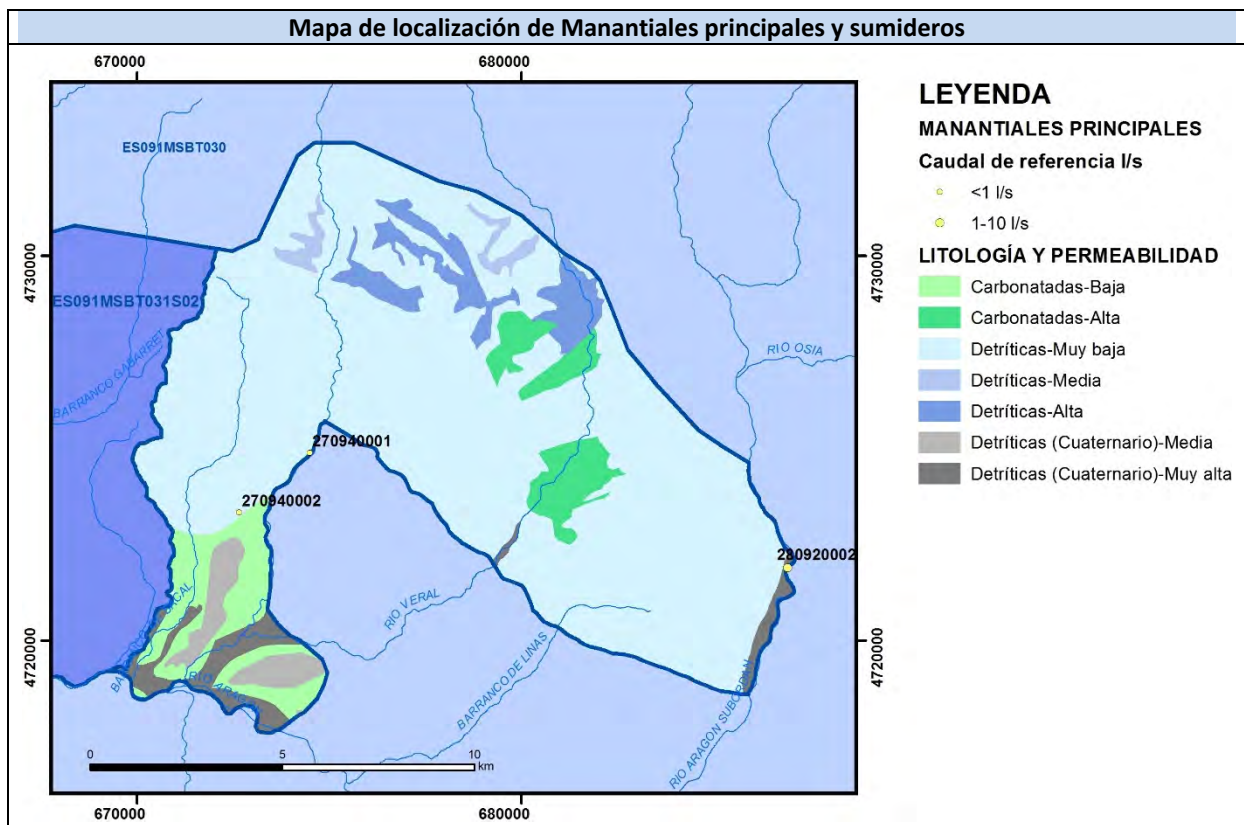 Mapa de localización de Manantiales principales y sumideros
670000 680000
ES091MSBT030
4730000 4730000
ES091MSBT031S02
BARRANCO GABARRET
RIO OSIA
270940001
270940002
280920002
RIO VERAL
4720000 4720000
RIO ARAG
BARRANCO DE LINAS
RIO ARAGON SUBORDAN
0 5 10
km
670000 680000
LEYENDA
MANANTIALES PRINCIPALES
Caudal de referencia l/s
<1 l/s
1-10 l/s
LITOLOGÍA Y PERMEABILIDAD
Carbonatadas-Baja
Carbonatadas-Alta
Detríticas-Muy baja
Detríticas-Media
Detríticas-Alta
Detríticas (Cuaternario)-Media
Detríticas (Cuaternario)-Muy alta